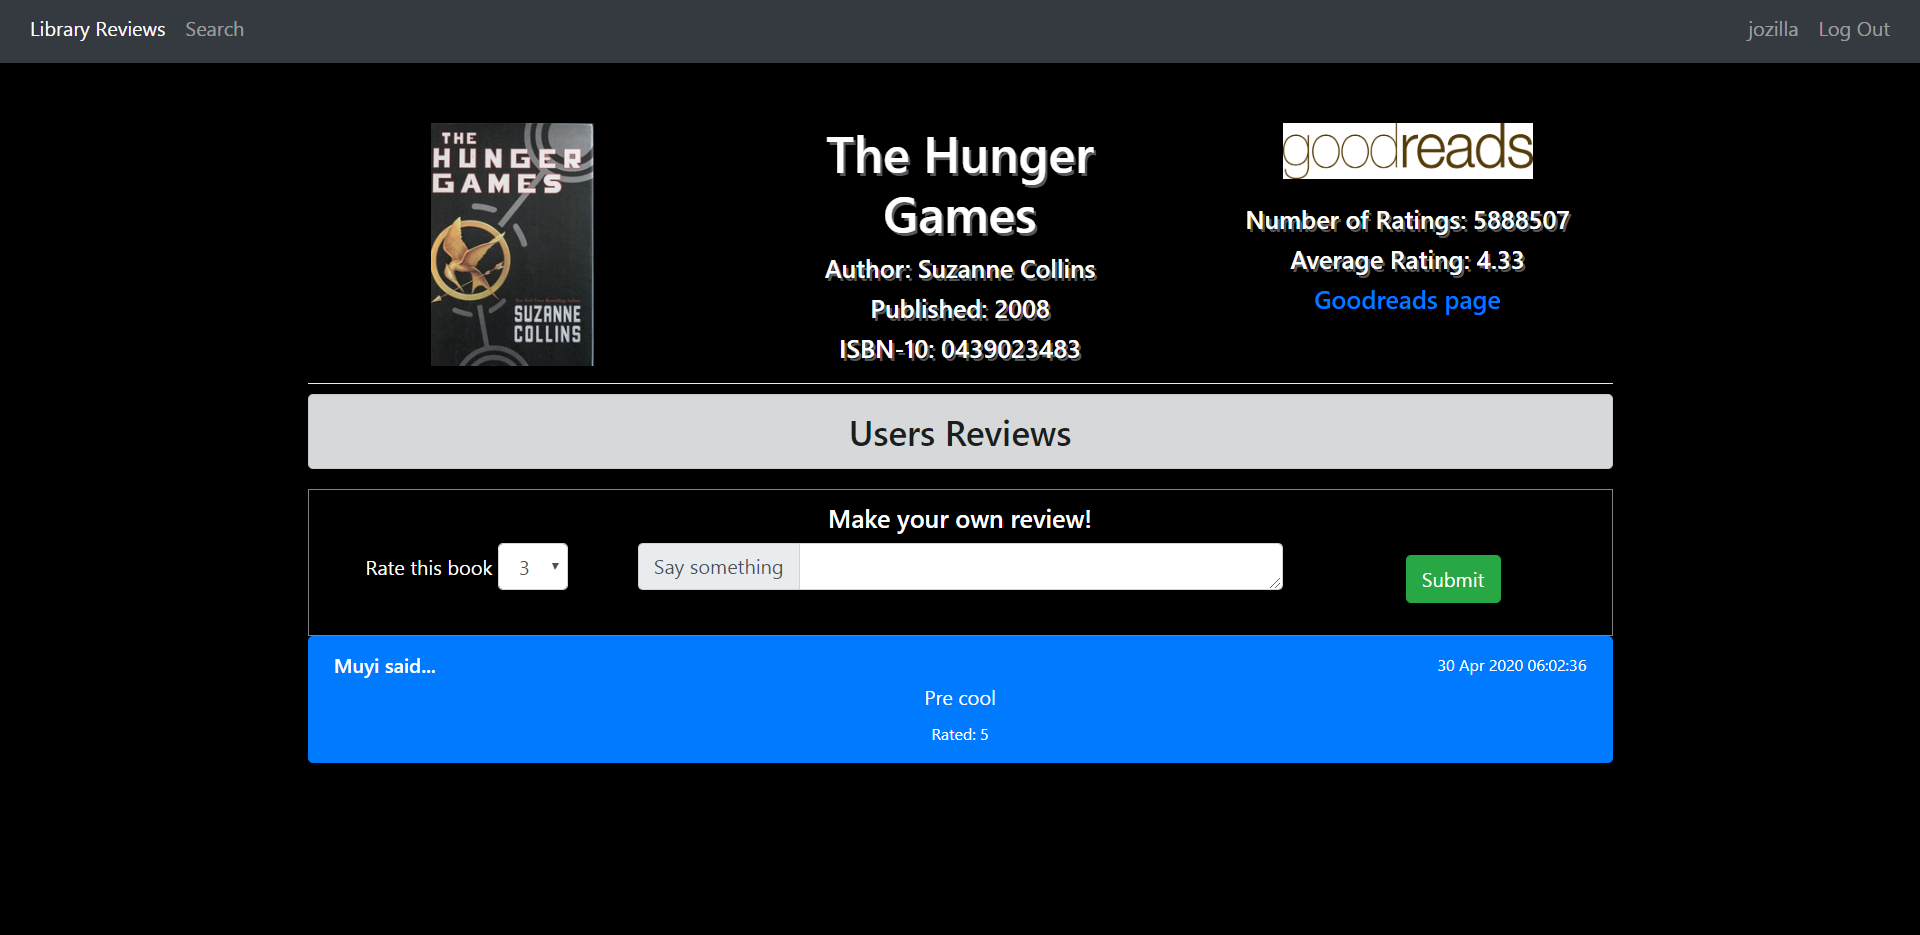 Library Reviews Search jozilla Log Out
THE
HUNGER
GAMES
SUZANNE
COLLINS
The Hunger
Games
Author: Suzanne Collins
Published: 2008
ISBN-10: 0439023483
goodreads
Number of Ratings: 5888507
Average Rating: 4.33
Goodreads page
Users Reviews
Make your own review!
Rate this book 3 Say something Submit
Muyi said... 30 Apr 2020 06:02:36
Pre cool
Rated: 5